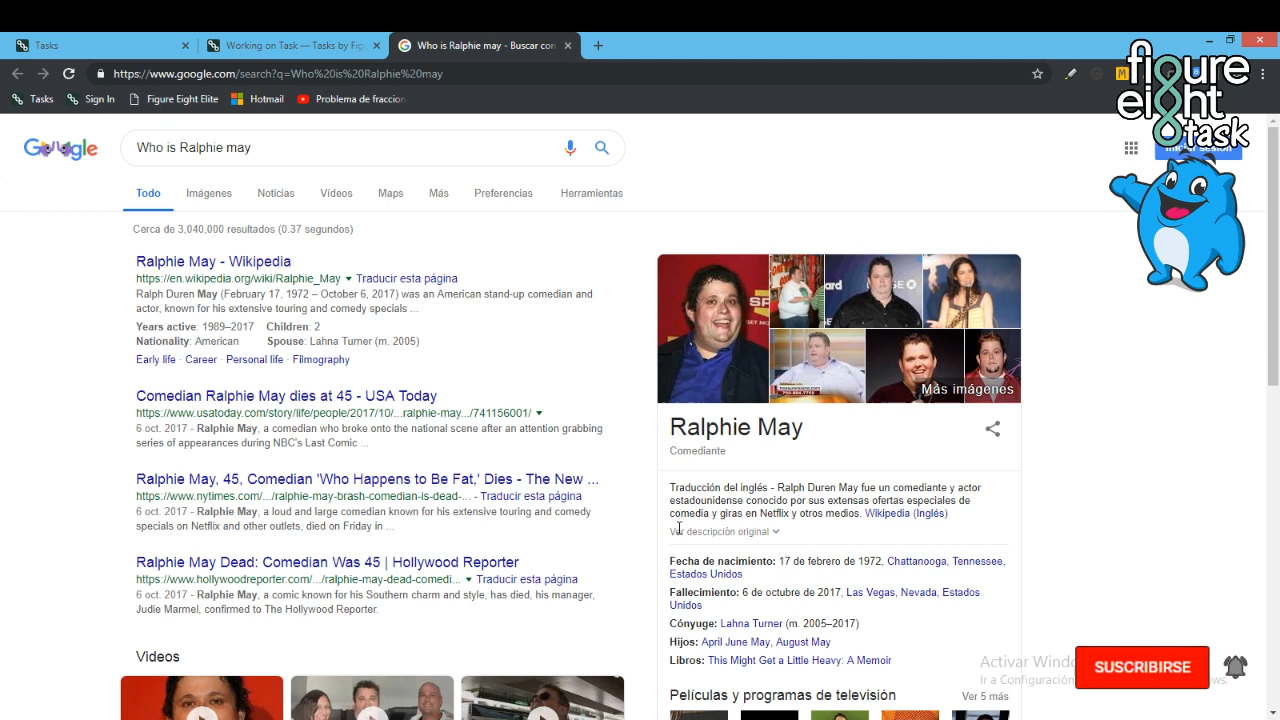 Tasks
Working on Task — Tasks by Fig
Who is Ralphie may - Buscar con
https://www.google.com/search?q=Who%20is%20Ralphie%20may
Tasks
Sign In
Figure Eight Elite
Hotmail
Problema de fraccion
figure
eight
task
Google
Who is Ralphie may
Iniciar sesión
Todo
Imágenes
Noticias
Vídeos
Maps
Más
Preferencias
Herramientas
Cerca de 3,040,000 resultados (0.37 segundos)
Ralphie May - Wikipedia
https://en.wikipedia.org/wiki/Ralphie_May ▼ Traducir esta página
Ralph Duren May (February 17, 1972 – October 6, 2017) was an American stand-up comedian and
actor, known for his extensive touring and comedy specials ...
Years active: 1989–2017 Children: 2
Nationality: American Spouse: Lahna Turner (m. 2005)
Early life · Career · Personal life · Filmography
Comedian Ralphie May dies at 45 - USA Today
https://www.usatoday.com/story/life/people/2017/10/...ralphie-may.../741156001/ ▼
6 oct. 2017 - Ralphie May, a comedian who broke onto the national scene after an attention grabbing
series of appearances during NBC's Last Comic ...
Ralphie May, 45, Comedian 'Who Happens to Be Fat,' Dies - The New ...
https://www.nytimes.com/.../ralphie-may-brash-comedian-is-dead-... - Traducir esta página
6 oct. 2017 - Ralphie May, a loud and large comedian known for his extensive touring and comedy
specials on Netflix and other outlets, died on Friday in ...
Ralphie May Dead: Comedian Was 45 | Hollywood Reporter
https://www.hollywoodreporter.com/.../ralphie-may-dead-comedi... ▼ Traducir esta página
6 oct. 2017 - Ralphie May, a comic known for his Southern charm and style, has died, his manager,
Judie Marmel, confirmed to The Hollywood Reporter.
Videos
Más imágenes
Ralphie May
Comediante
Traducción del inglés - Ralph Duren May fue un comediante y actor
estadounidense conocido por sus extensas ofertas especiales de
comedia y giras en Netflix y otros medios. Wikipedia (Inglés)
Ver descripción original
Fecha de nacimiento: 17 de febrero de 1972, Chattanooga, Tennessee,
Estados Unidos
Fallecimiento: 6 de octubre de 2017, Las Vegas, Nevada, Estados
Unidos
Cónyuge: Lahna Turner (m. 2005–2017)
Hijos: April June May, August May
Libros: This Might Get a Little Heavy: A Memoir
Películas y programas de televisión
Ver 5 más
Activar
Ir a Configuración
SUSCRIBIRSE